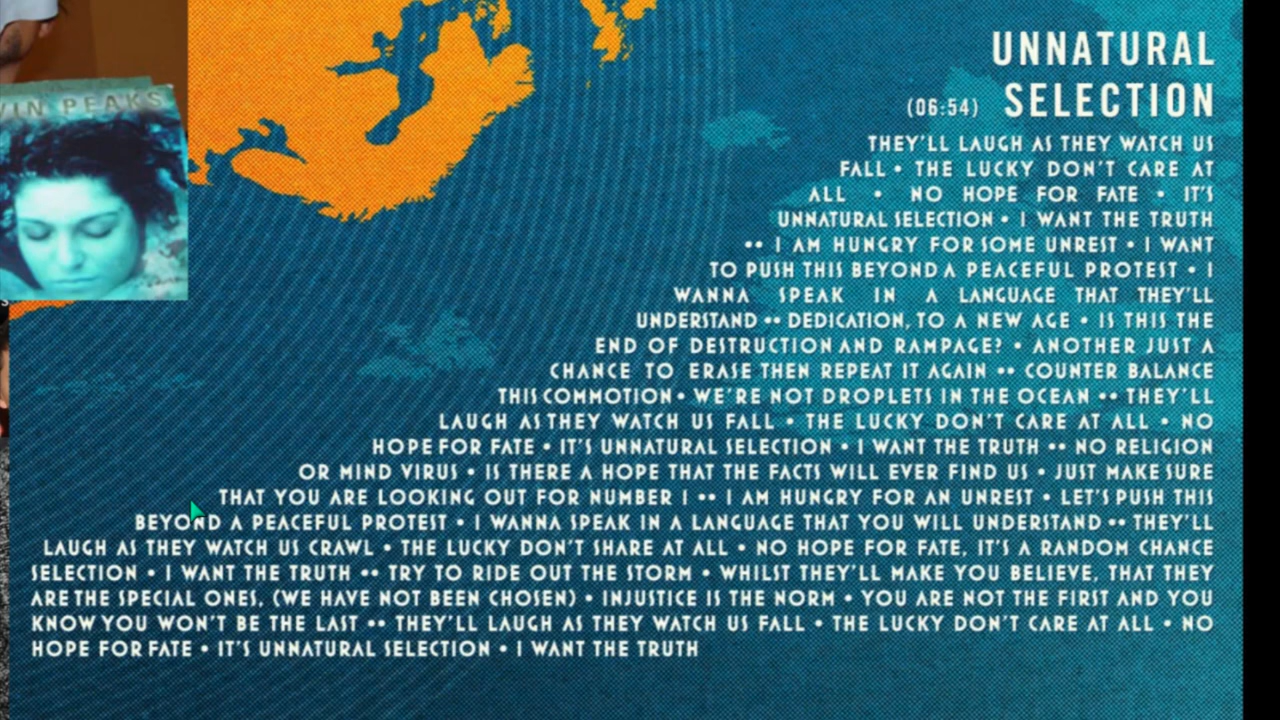 VIN PEAKS
UNNATURAL
(06:54) SELECTION
THEY'LL LAUGH AS THEY WATCH US
FALL • THE LUCKY DON'T CARE AT
ALL • NO HOPE FOR FATE • IT'S
UNNATURAL SELECTION • I WANT THE TRUTH
•• I AM HUNGRY FOR SOME UNREST • I WANT
TO PUSH THIS BEYOND A PEACEFUL PROTEST • I
WANNA SPEAK IN A LANGUAGE THAT THEY'LL
UNDERSTAND •• DEDICATION, TO A NEW AGE • IS THIS THE
END OF DESTRUCTION AND RAMPAGE? • ANOTHER JUST A
CHANCE TO ERASE THEN REPEAT IT AGAIN •• COUNTER BALANCE
THIS COMMOTION • WE'RE NOT DROPLETS IN THE OCEAN •• THEY'LL
LAUGH AS THEY WATCH US FALL • THE LUCKY DON'T CARE AT ALL • NO
HOPE FOR FATE • IT'S UNNATURAL SELECTION • I WANT THE TRUTH •• NO RELIGION
OR MIND VIRUS • IS THERE A HOPE THAT THE FACTS WILL EVER FIND US • JUST MAKE SURE
THAT YOU ARE LOOKING OUT FOR NUMBER 1 •• I AM HUNGRY FOR AN UNREST • LET'S PUSH THIS
BEYOND A PEACEFUL PROTEST • I WANNA SPEAK IN A LANGUAGE THAT YOU WILL UNDERSTAND •• THEY'LL
LAUGH AS THEY WATCH US CRAWL • THE LUCKY DON'T SHARE AT ALL • NO HOPE FOR FATE, IT'S A RANDOM CHANCE
SELECTION • I WANT THE TRUTH •• TRY TO RIDE OUT THE STORM • WHILST THEY'LL MAKE YOU BELIEVE, THAT THEY
ARE THE SPECIAL ONES, (WE HAVE NOT BEEN CHOSEN) • INJUSTICE IS THE NORM • YOU ARE NOT THE FIRST AND YOU
KNOW YOU WON'T BE THE LAST •• THEY'LL LAUGH AS THEY WATCH US FALL • THE LUCKY DON'T CARE AT ALL • NO
HOPE FOR FATE • IT'S UNNATURAL SELECTION • I WANT THE TRUTH